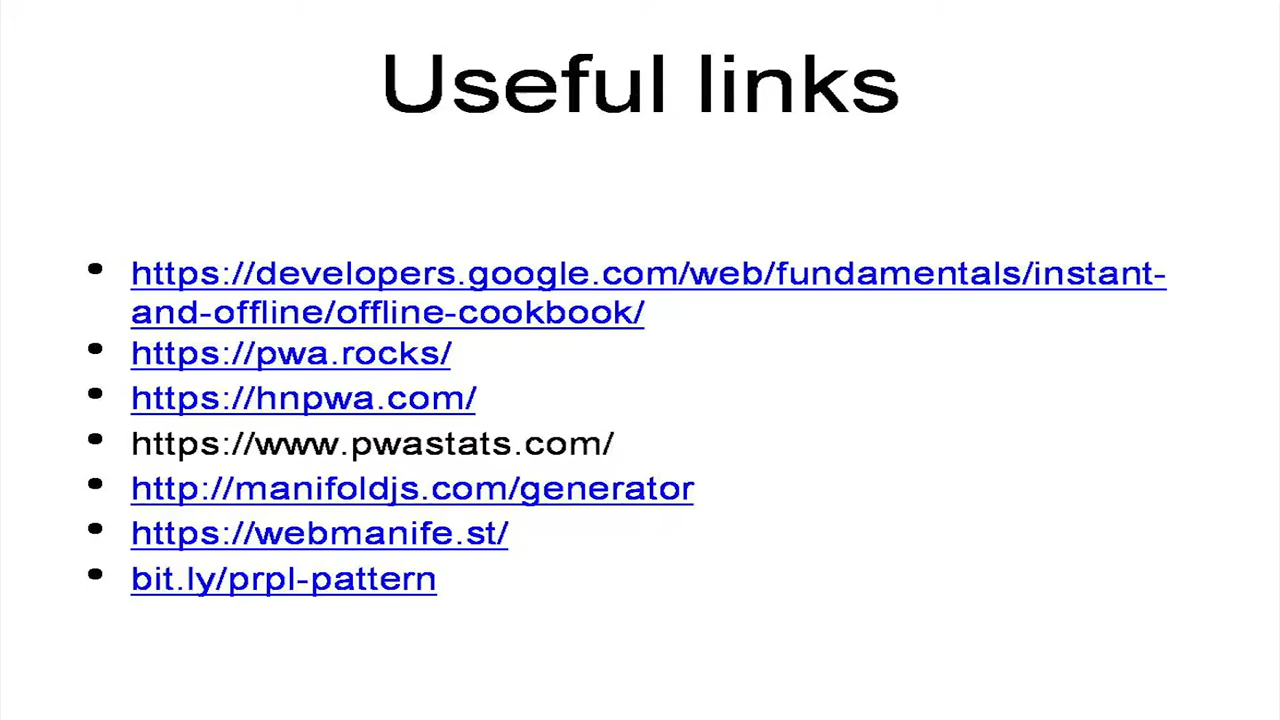 Useful links
• https://developers.google.com/web/fundamentals/instant-
and-offline/offline-cookbook/
• https://pwa.rocks/
• https://hnpwa.com/
• https://www.pwastats.com/
• http://manifoldjs.com/generator
• https://webmanife.st/
• bit.ly/prpl-pattern